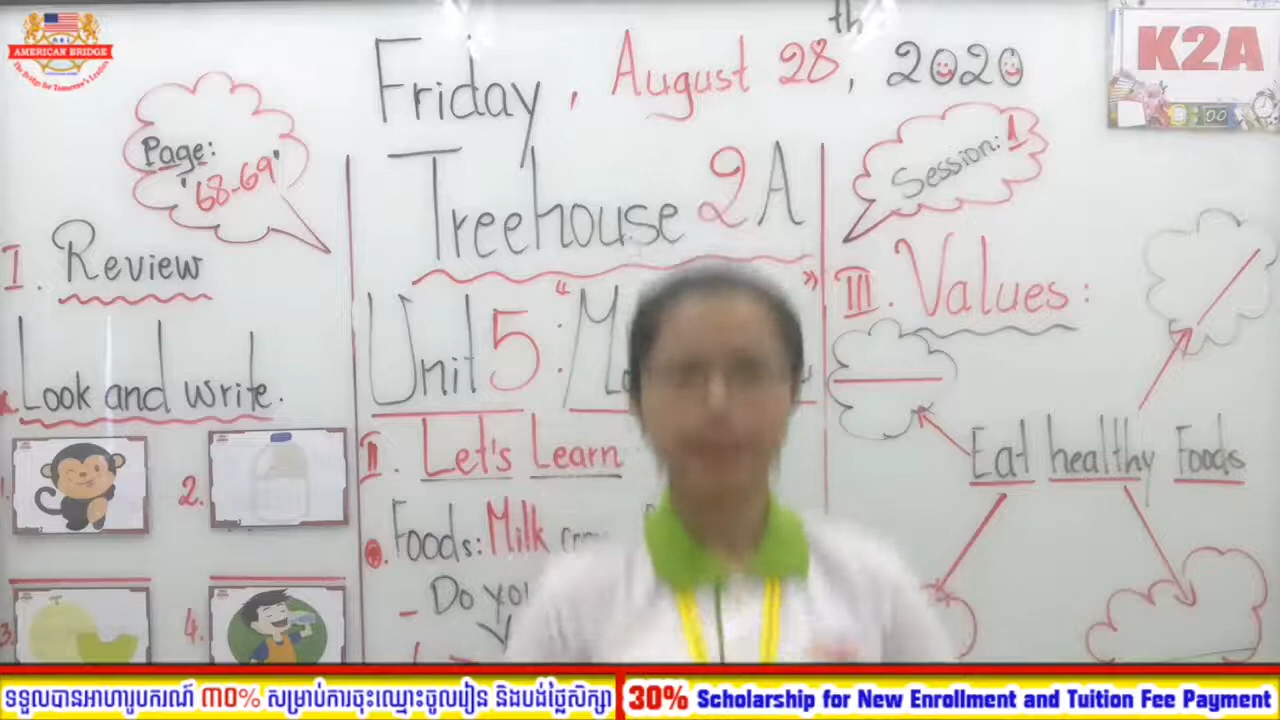 AMERICAN BRIDGE
The Bridge for Tomorrow's Leaders
Friday, August 28th, 2020
K2A
Page:
"68-69"
Session: 1
Treehouse 2A
I. Review
Unit 5: "M
III. Values:
Look and write.
II. Let's Learn
Eat healthy Foods
1.
2.
Foods: Milk
- Do you
3.
4.
ទទួលបានអាហារូបករណ៍ ៣០% សម្រាប់ការចុះឈ្មោះចូលរៀន និងបង់ថ្លៃសិក្សា
30% Scholarship for New Enrollment and Tuition Fee Payment